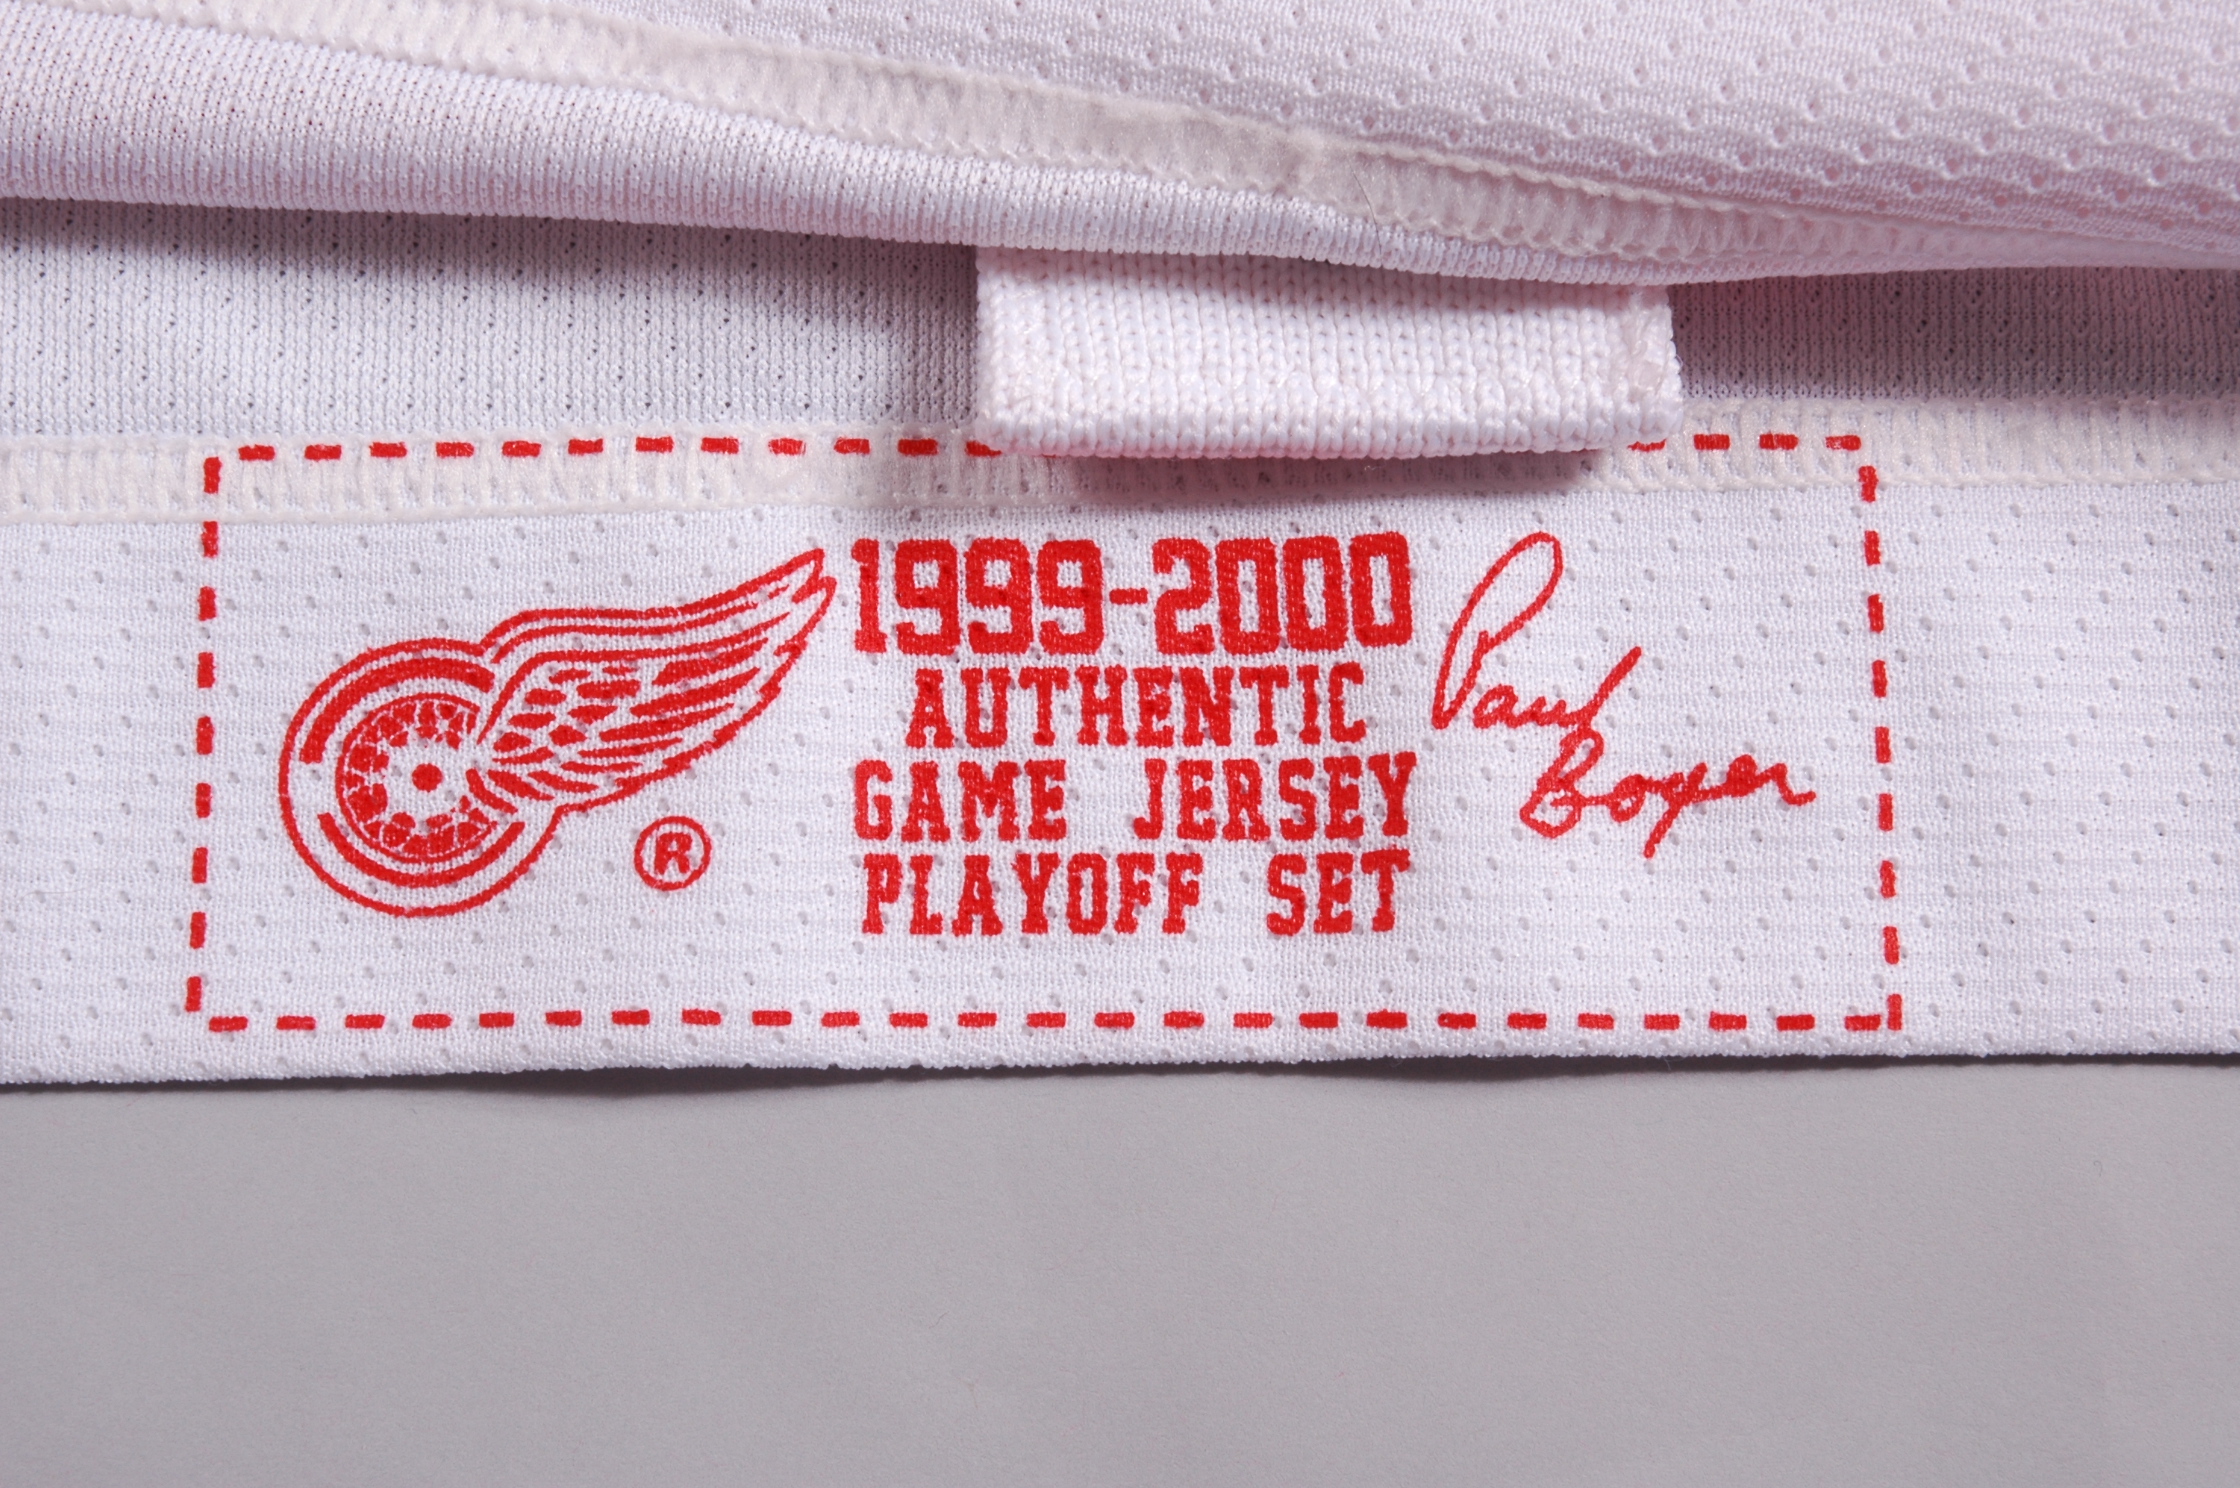 1999-2000
AUTHENTIC
GAME JERSEY
PLAYOFF SET
®
Paul
Boyer